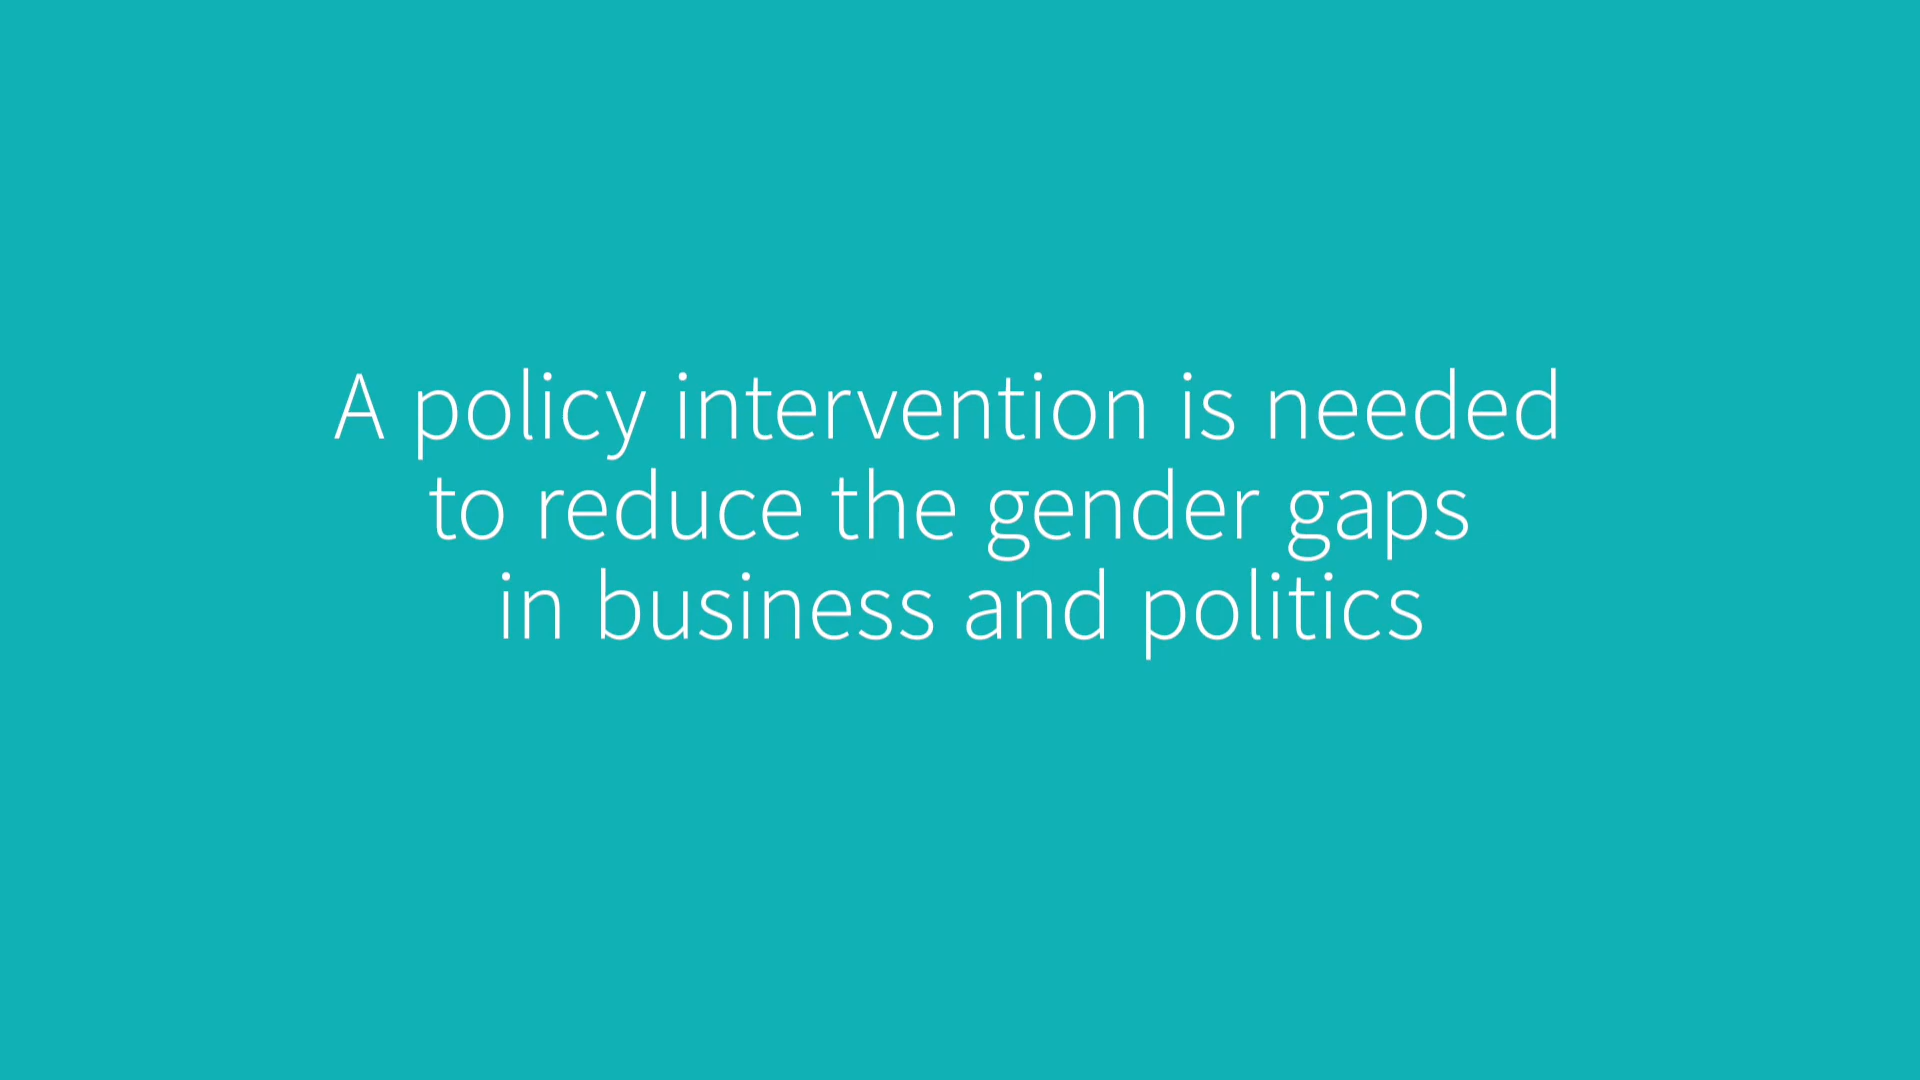 A policy intervention is needed
to reduce the gender gaps
in business and politics